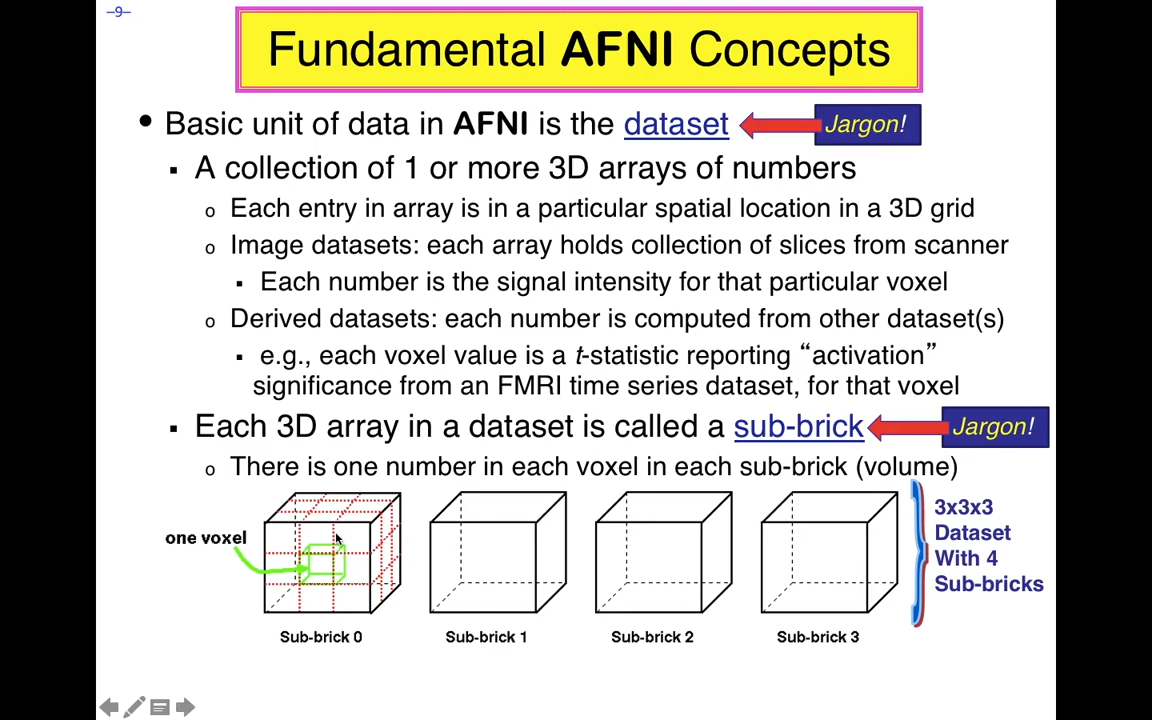 –9–
Fundamental AFNI Concepts
• Basic unit of data in AFNI is the dataset
Jargon!
▪ A collection of 1 or more 3D arrays of numbers
o Each entry in array is in a particular spatial location in a 3D grid
o Image datasets: each array holds collection of slices from scanner
▪ Each number is the signal intensity for that particular voxel
o Derived datasets: each number is computed from other dataset(s)
▪ e.g., each voxel value is a t-statistic reporting “activation”
significance from an FMRI time series dataset, for that voxel
▪ Each 3D array in a dataset is called a sub-brick
Jargon!
o There is one number in each voxel in each sub-brick (volume)
one voxel
3x3x3
Dataset
With 4
Sub-bricks
Sub-brick 0
Sub-brick 1
Sub-brick 2
Sub-brick 3